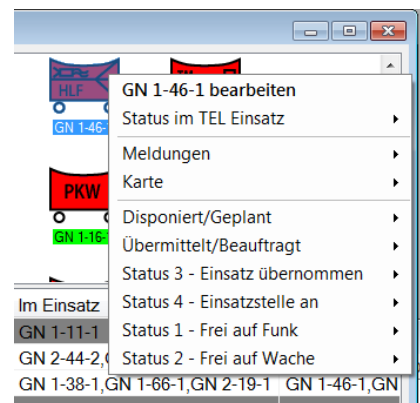 HLF
GN 1-46-
PKW
GN 1-16-
GN 1-46-1 bearbeiten
Status im TEL Einsatz
Meldungen
Karte
Disponiert/Geplant
Übermittelt/Beauftragt
Status 3 - Einsatz übernommen
Status 4 - Einsatzstelle an
Status 1 - Frei auf Funk
Status 2 - Frei auf Wache
Im Einsatz
GN 1-11-1
GN 2-44-2,
GN 1-38-1,GN 1-66-1,GN 2-19-1 GN 1-46-1,GN